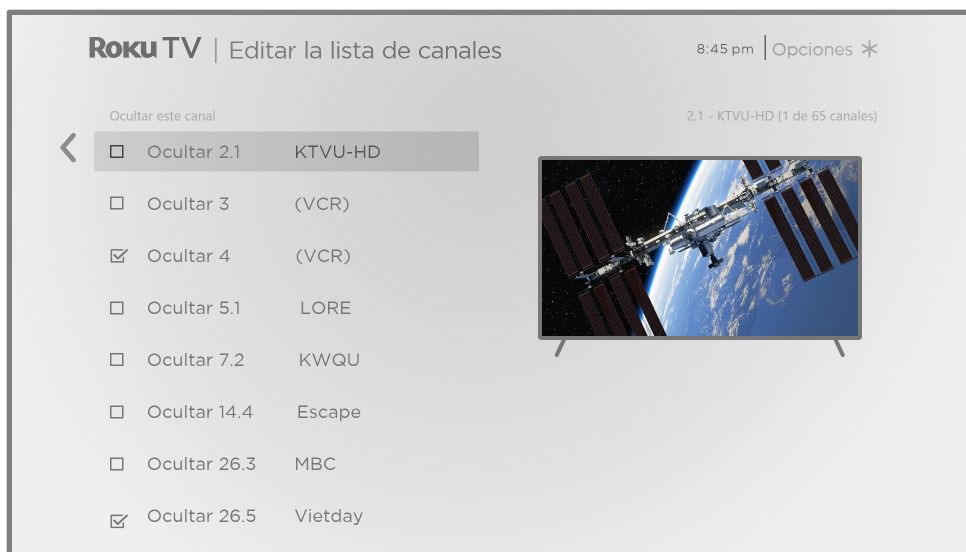 Roku TV | Editar la lista de canales
8:45 pm | Opciones *
Ocultar este canal
2.1 - KTVU-HD (1 de 65 canales)
Ocultar 2.1 KTVU-HD
Ocultar 3 (VCR)
Ocultar 4 (VCR)
Ocultar 5.1 LORE
Ocultar 7.2 KWQU
Ocultar 14.4 Escape
Ocultar 26.3 MBC
Ocultar 26.5 Vietday